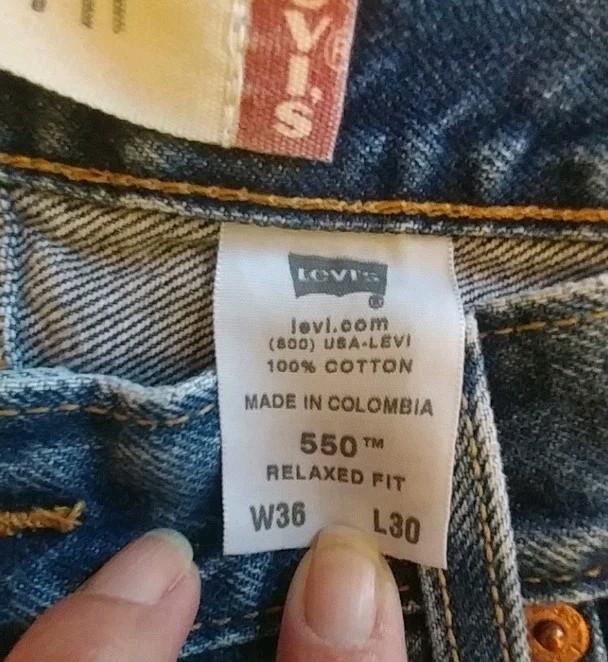 LEVI'S®
Levi's
®
levi.com
(800) USA-LEVI
100% COTTON
MADE IN COLOMBIA
550™
RELAXED FIT
W36 L30